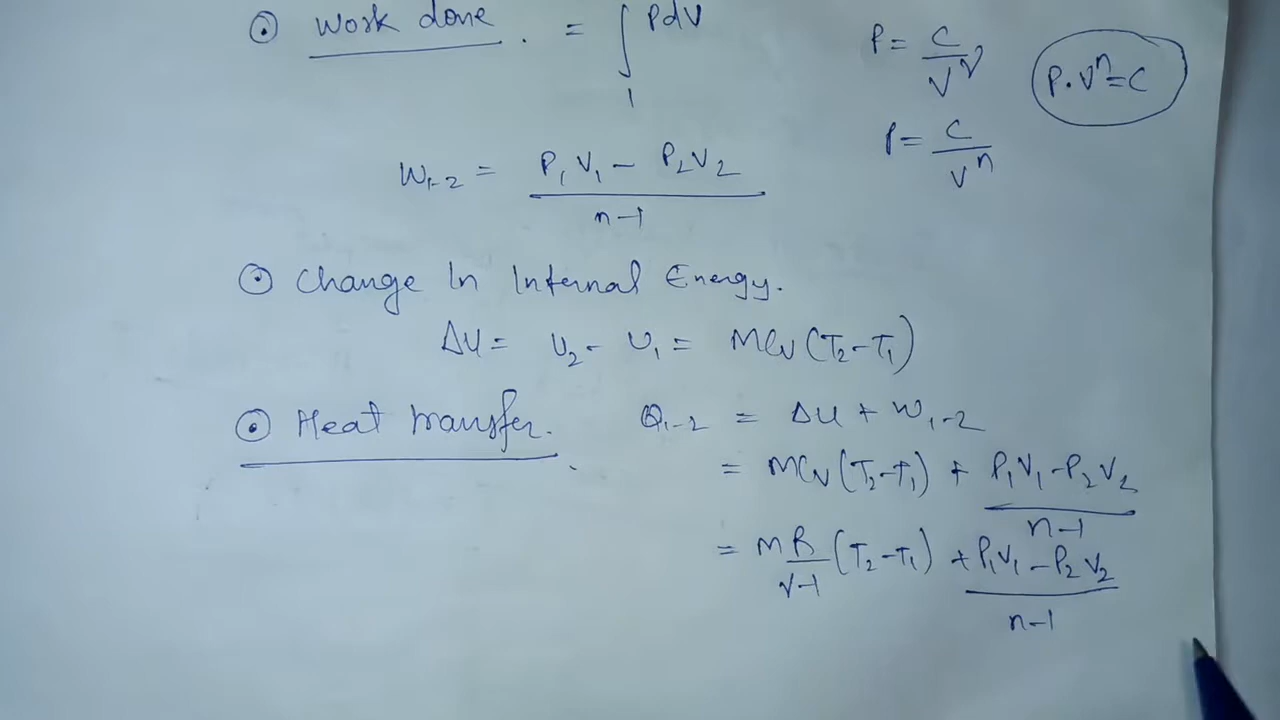 ⊙ Work done . = ∫₁ PdV
P = C/V^γ
P·Vⁿ=C
P = C/Vⁿ
W₁₋₂ = (P₁V₁ - P₂V₂)/(n-1)
⊙ Change In Internal Energy.
ΔU = U₂ - U₁ = MCv(T₂-T₁)
⊙ Heat transfer. Q₁₋₂ = ΔU + W₁₋₂
= MCv(T₂-T₁) + (P₁V₁-P₂V₂)/(n-1)
= M R/(γ-1) (T₂-T₁) + (P₁V₁-P₂V₂)/(n-1)